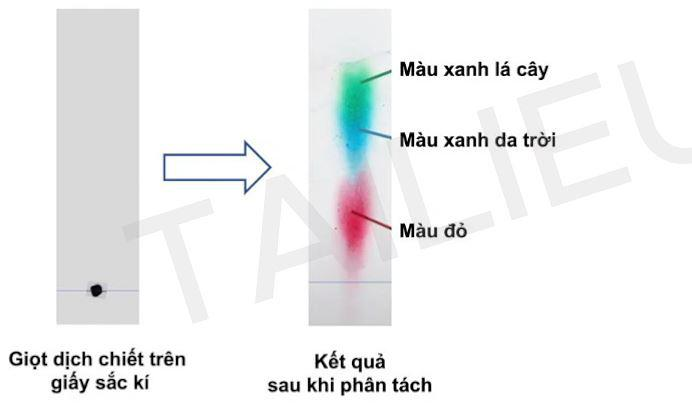 Màu xanh lá cây
Màu xanh da trời
Màu đỏ
TAILIEU
Giọt dịch chiết trên
giấy sắc kí
Kết quả
sau khi phân tách